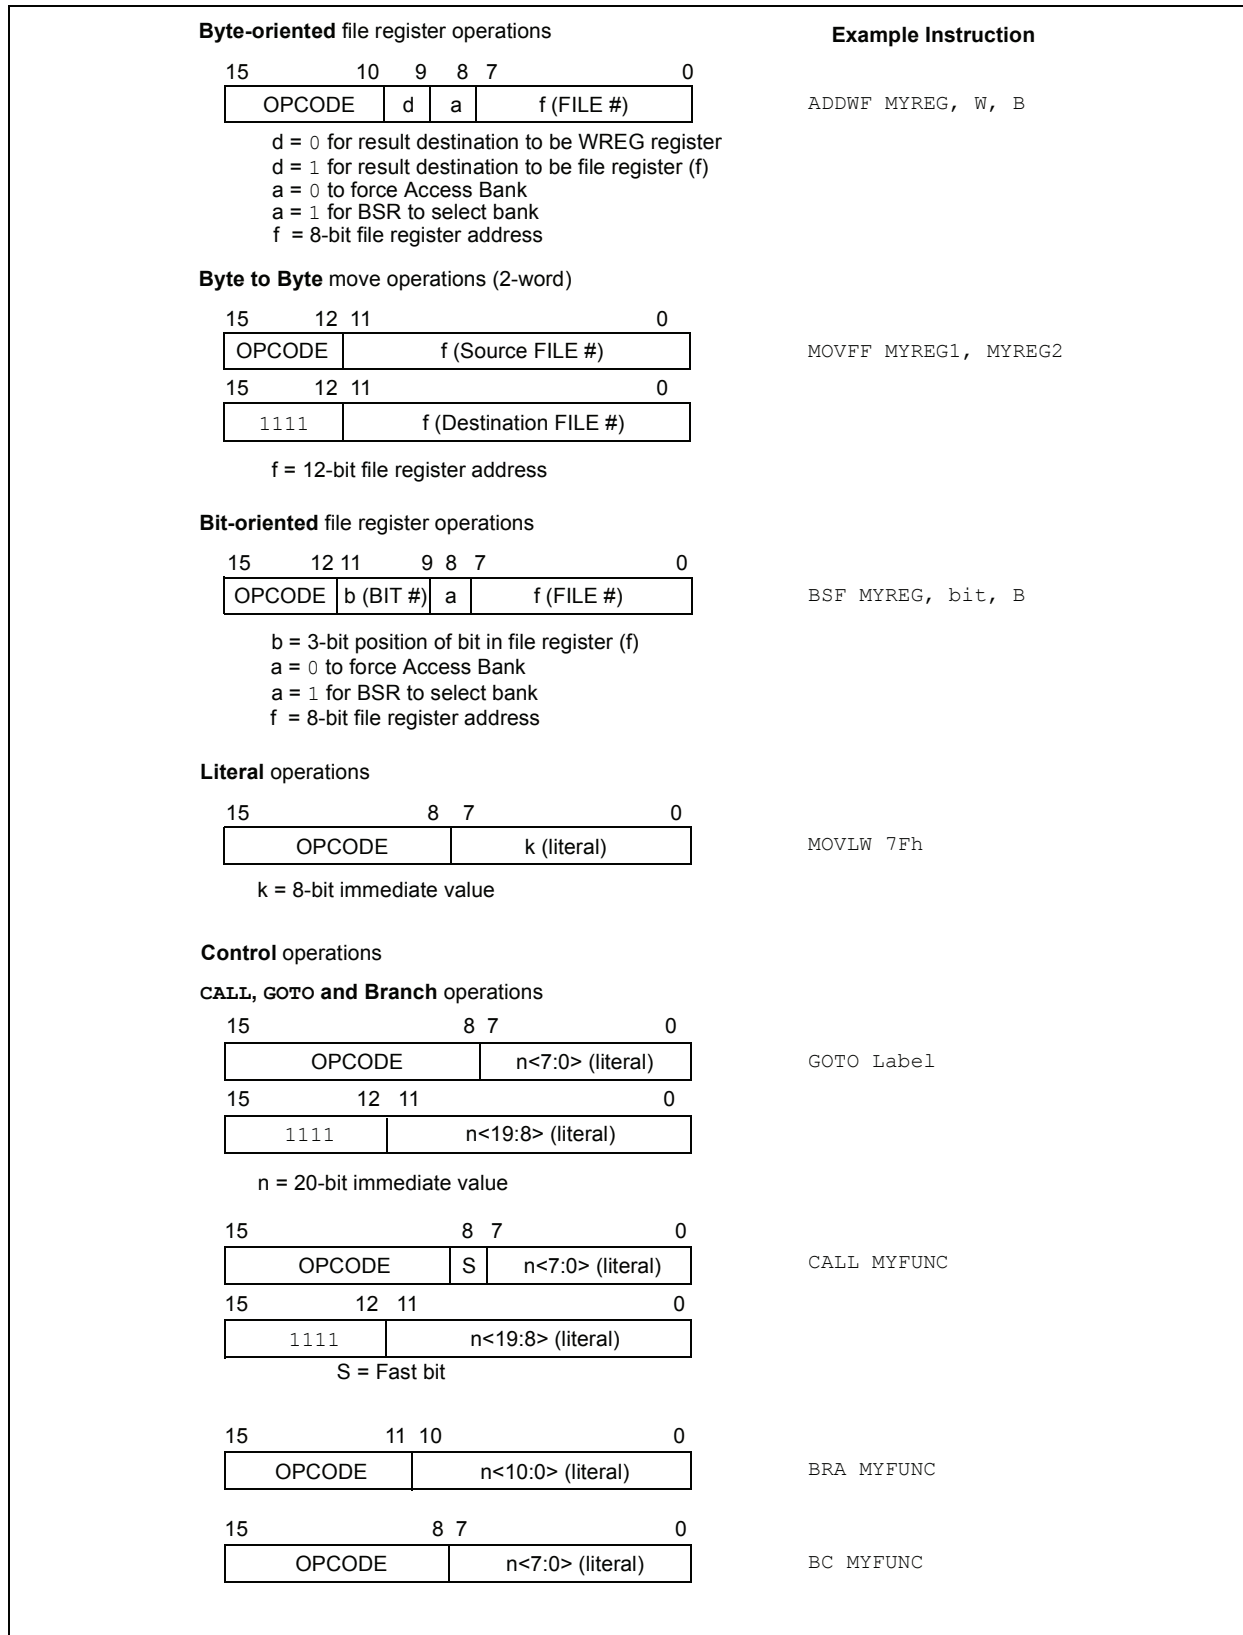 Byte-oriented file register operations
Example Instruction
15 10 9 8 7 0
OPCODE d a f (FILE #)
ADDWF MYREG, W, B
d = 0 for result destination to be WREG register
d = 1 for result destination to be file register (f)
a = 0 to force Access Bank
a = 1 for BSR to select bank
f = 8-bit file register address
Byte to Byte move operations (2-word)
15 12 11 0
OPCODE f (Source FILE #)
MOVFF MYREG1, MYREG2
15 12 11 0
1111 f (Destination FILE #)
f = 12-bit file register address
Bit-oriented file register operations
15 12 11 9 8 7 0
OPCODE b (BIT #) a f (FILE #)
BSF MYREG, bit, B
b = 3-bit position of bit in file register (f)
a = 0 to force Access Bank
a = 1 for BSR to select bank
f = 8-bit file register address
Literal operations
15 8 7 0
OPCODE k (literal)
MOVLW 7Fh
k = 8-bit immediate value
Control operations
CALL, GOTO and Branch operations
15 8 7 0
OPCODE n<7:0> (literal)
GOTO Label
15 12 11 0
1111 n<19:8> (literal)
n = 20-bit immediate value
15 8 7 0
OPCODE S n<7:0> (literal)
CALL MYFUNC
15 12 11 0
1111 n<19:8> (literal)
S = Fast bit
15 11 10 0
OPCODE n<10:0> (literal)
BRA MYFUNC
15 8 7 0
OPCODE n<7:0> (literal)
BC MYFUNC